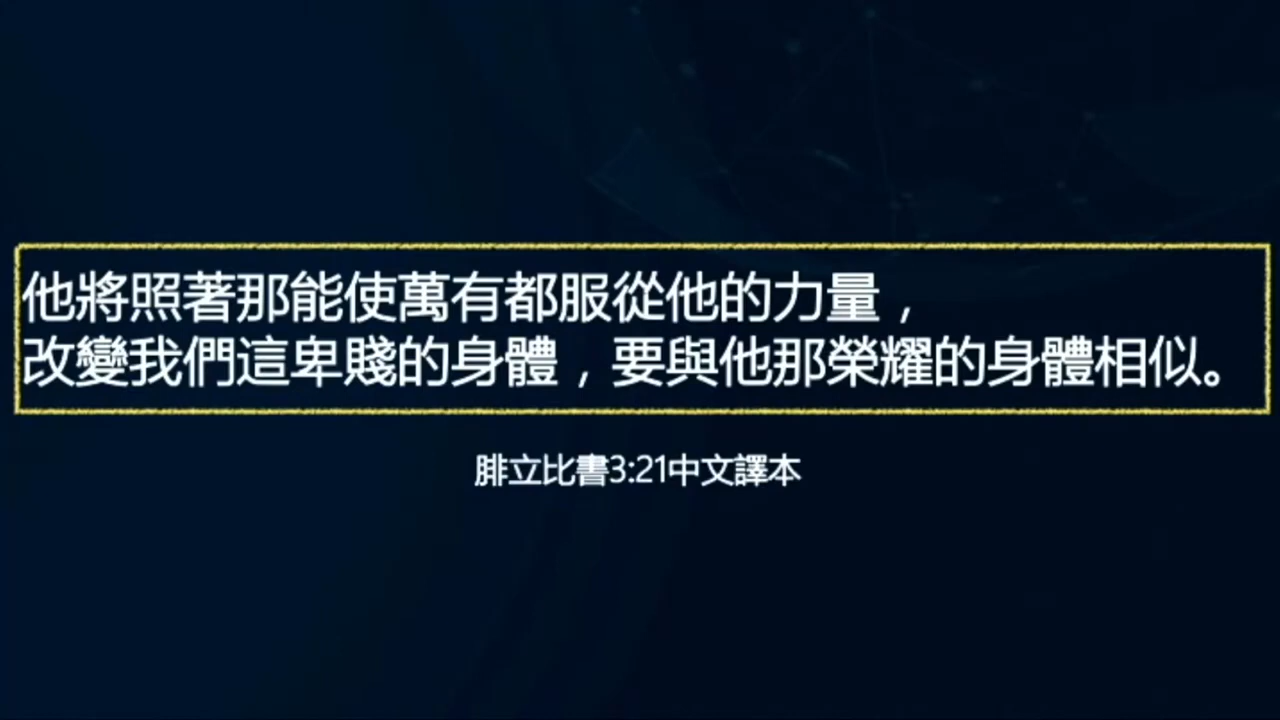 他將照著那能使萬有都服從他的力量，
改變我們這卑賤的身體，要與他那榮耀的身體相似。
腓立比書3:21中文譯本